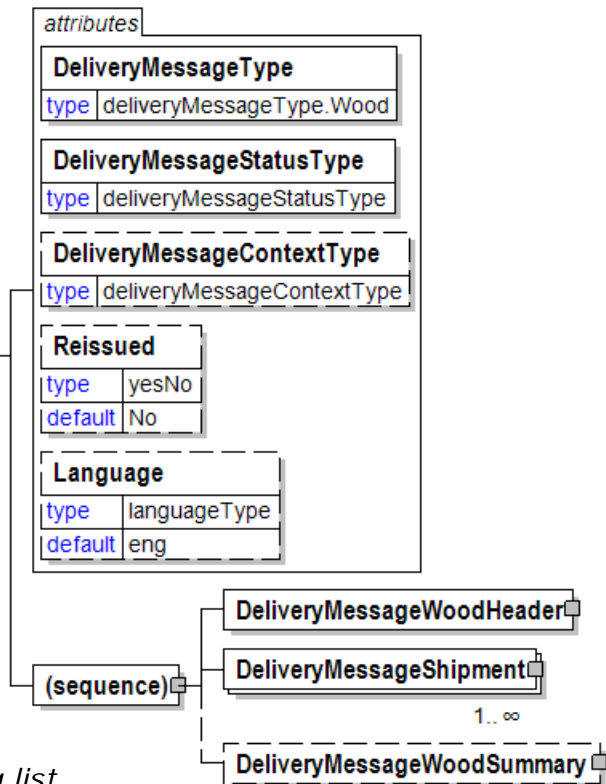 attributes
DeliveryMessageType
type deliveryMessageType.Wood
DeliveryMessageStatusType
type deliveryMessageStatusType
DeliveryMessageContextType
type deliveryMessageContextType
Reissued
type yesNo
default No
Language
type languageType
default eng
DeliveryMessageWoodHeader
(sequence)
DeliveryMessageShipment
1..∞
DeliveryMessageWoodSummary
list